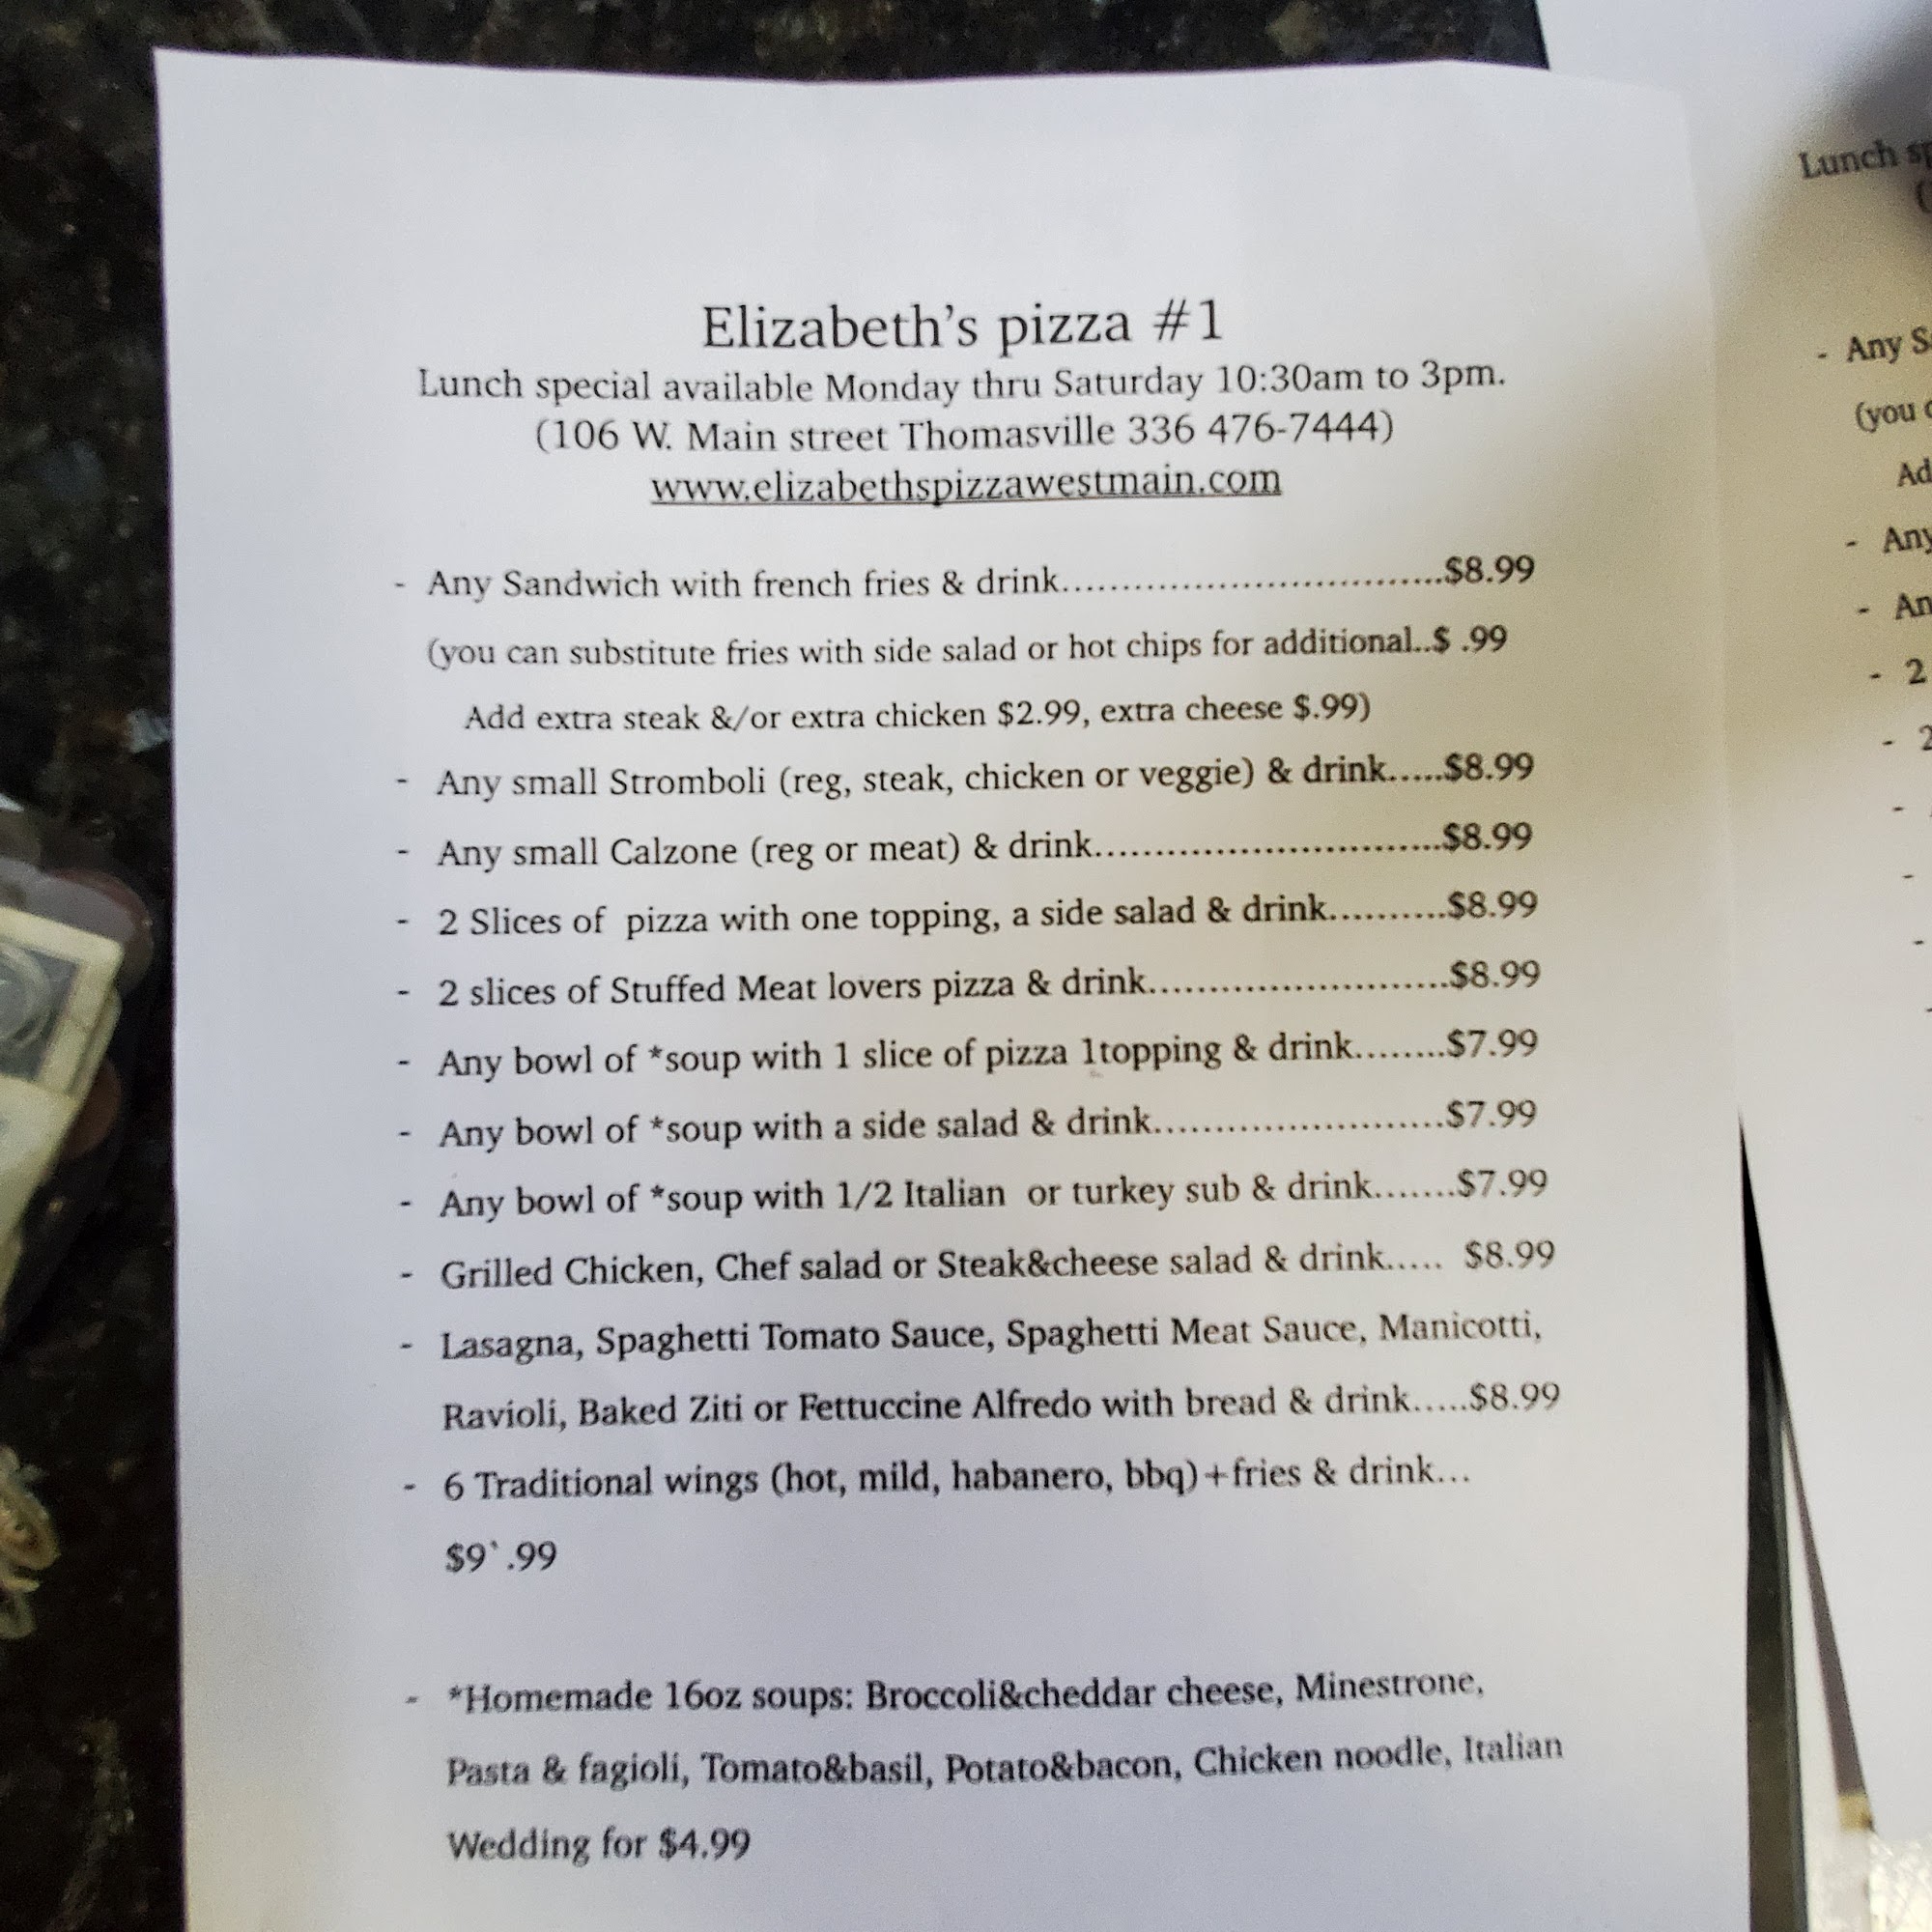 Elizabeth's pizza #1
Lunch special available Monday thru Saturday 10:30am to 3pm.
(106 W. Main street Thomasville 336 476-7444)
www.elizabethspizzawestmain.com
- Any Sandwich with french fries & drink................................$8.99
(you can substitute fries with side salad or hot chips for additional..$ .99
Add extra steak &/or extra chicken $2.99, extra cheese $.99)
- Any small Stromboli (reg, steak, chicken or veggie) & drink.....$8.99
- Any small Calzone (reg or meat) & drink.............................$8.99
- 2 Slices of  pizza with one topping, a side salad & drink..........$8.99
- 2 slices of Stuffed Meat lovers pizza & drink.........................$8.99
- Any bowl of *soup with 1 slice of pizza 1topping & drink........$7.99
- Any bowl of *soup with a side salad & drink........................$7.99
- Any bowl of *soup with 1/2 Italian  or turkey sub & drink.......$7.99
- Grilled Chicken, Chef salad or Steak&cheese salad & drink..... $8.99
- Lasagna, Spaghetti Tomato Sauce, Spaghetti Meat Sauce, Manicotti,
Ravioli, Baked Ziti or Fettuccine Alfredo with bread & drink.....$8.99
- 6 Traditional wings (hot, mild, habanero, bbq)+fries & drink...
$9`.99
- *Homemade 16oz soups: Broccoli&cheddar cheese, Minestrone,
Pasta & fagioli, Tomato&basil, Potato&bacon, Chicken noodle, Italian
Wedding for $4.99
Lunch
- Any
(you
- Any
- 2